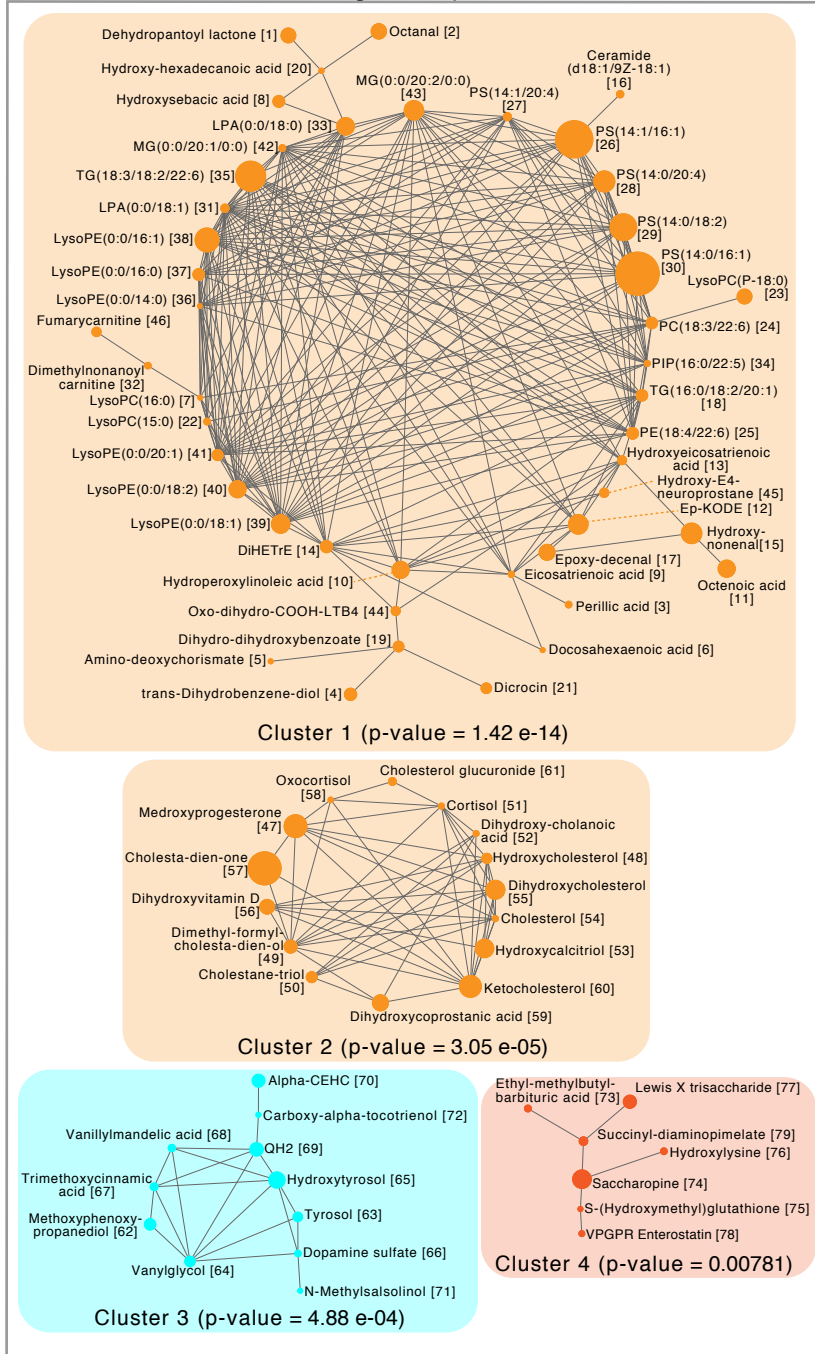 Dehydropantoyl lactone [1]
Octanal [2]
Hydroxy-hexadecanoic acid [20]
Hydroxysebacic acid [8]
MG(0:0/20:2/0:0)
[43]
PS(14:1/20:4)
[27]
Ceramide
(d18:1/9Z-18:1)
[16]
LPA(0:0/18:0) [33]
MG(0:0/20:1/0:0) [42]
PS(14:1/16:1)
[26]
TG(18:3/18:2/22:6) [35]
PS(14:0/20:4)
[28]
LPA(0:0/18:1) [31]
PS(14:0/18:2)
[29]
LysoPE(0:0/16:1) [38]
PS(14:0/16:1)
[30]
LysoPE(0:0/16:0) [37]
LysoPC(P-18:0)
[23]
LysoPE(0:0/14:0) [36]
Fumarycarnitine [46]
PC(18:3/22:6) [24]
Dimethylnonanoyl
carnitine [32]
PIP(16:0/22:5) [34]
LysoPC(16:0) [7]
TG(16:0/18:2/20:1)
[18]
LysoPC(15:0) [22]
PE(18:4/22:6) [25]
LysoPE(0:0/20:1) [41]
Hydroxyeicosatrienoic
acid [13]
LysoPE(0:0/18:2) [40]
Hydroxy-E4-
neuroprostane [45]
Ep-KODE [12]
LysoPE(0:0/18:1) [39]
Hydroxy-
nonenal[15]
DiHETrE [14]
Epoxy-decenal [17]
Hydroperoxylinoleic acid [10]
Eicosatrienoic acid [9]
Octenoic acid
[11]
Oxo-dihydro-COOH-LTB4 [44]
Perillic acid [3]
Dihydro-dihydroxybenzoate [19]
Docosahexaenoic acid [6]
Amino-deoxychorismate [5]
trans-Dihydrobenzene-diol [4]
Dicrocin [21]
Cluster 1 (p-value = 1.42 e-14)
Oxocortisol
[58]
Cholesterol glucuronide [61]
Medroxyprogesterone
[47]
Cortisol [51]
Dihydroxy-cholanoic
acid [52]
Cholesta-dien-one
[57]
Hydroxycholesterol [48]
Dihydroxyvitamin D
[56]
Dihydroxycholesterol
[55]
Cholesterol [54]
Dimethyl-formyl-
cholesta-dien-ol
[49]
Hydroxycalcitriol [53]
Cholestane-triol
[50]
Ketocholesterol [60]
Dihydroxycoprostanic acid [59]
Cluster 2 (p-value = 3.05 e-05)
Alpha-CEHC [70]
Carboxy-alpha-tocotrienol [72]
Vanillylmandelic acid [68]
QH2 [69]
Trimethoxycinnamic
acid [67]
Hydroxytyrosol [65]
Methoxyphenoxy-
propanediol [62]
Tyrosol [63]
Vanylglycol [64]
Dopamine sulfate [66]
N-Methylsalsolinol [71]
Cluster 3 (p-value = 4.88 e-04)
Ethyl-methylbutyl-
barbituric acid [73]
Lewis X trisaccharide [77]
Succinyl-diaminopimelate [79]
Hydroxylysine [76]
Saccharopine [74]
S-(Hydroxymethyl)glutathione [75]
VPGPR Enterostatin [78]
Cluster 4 (p-value = 0.00781)